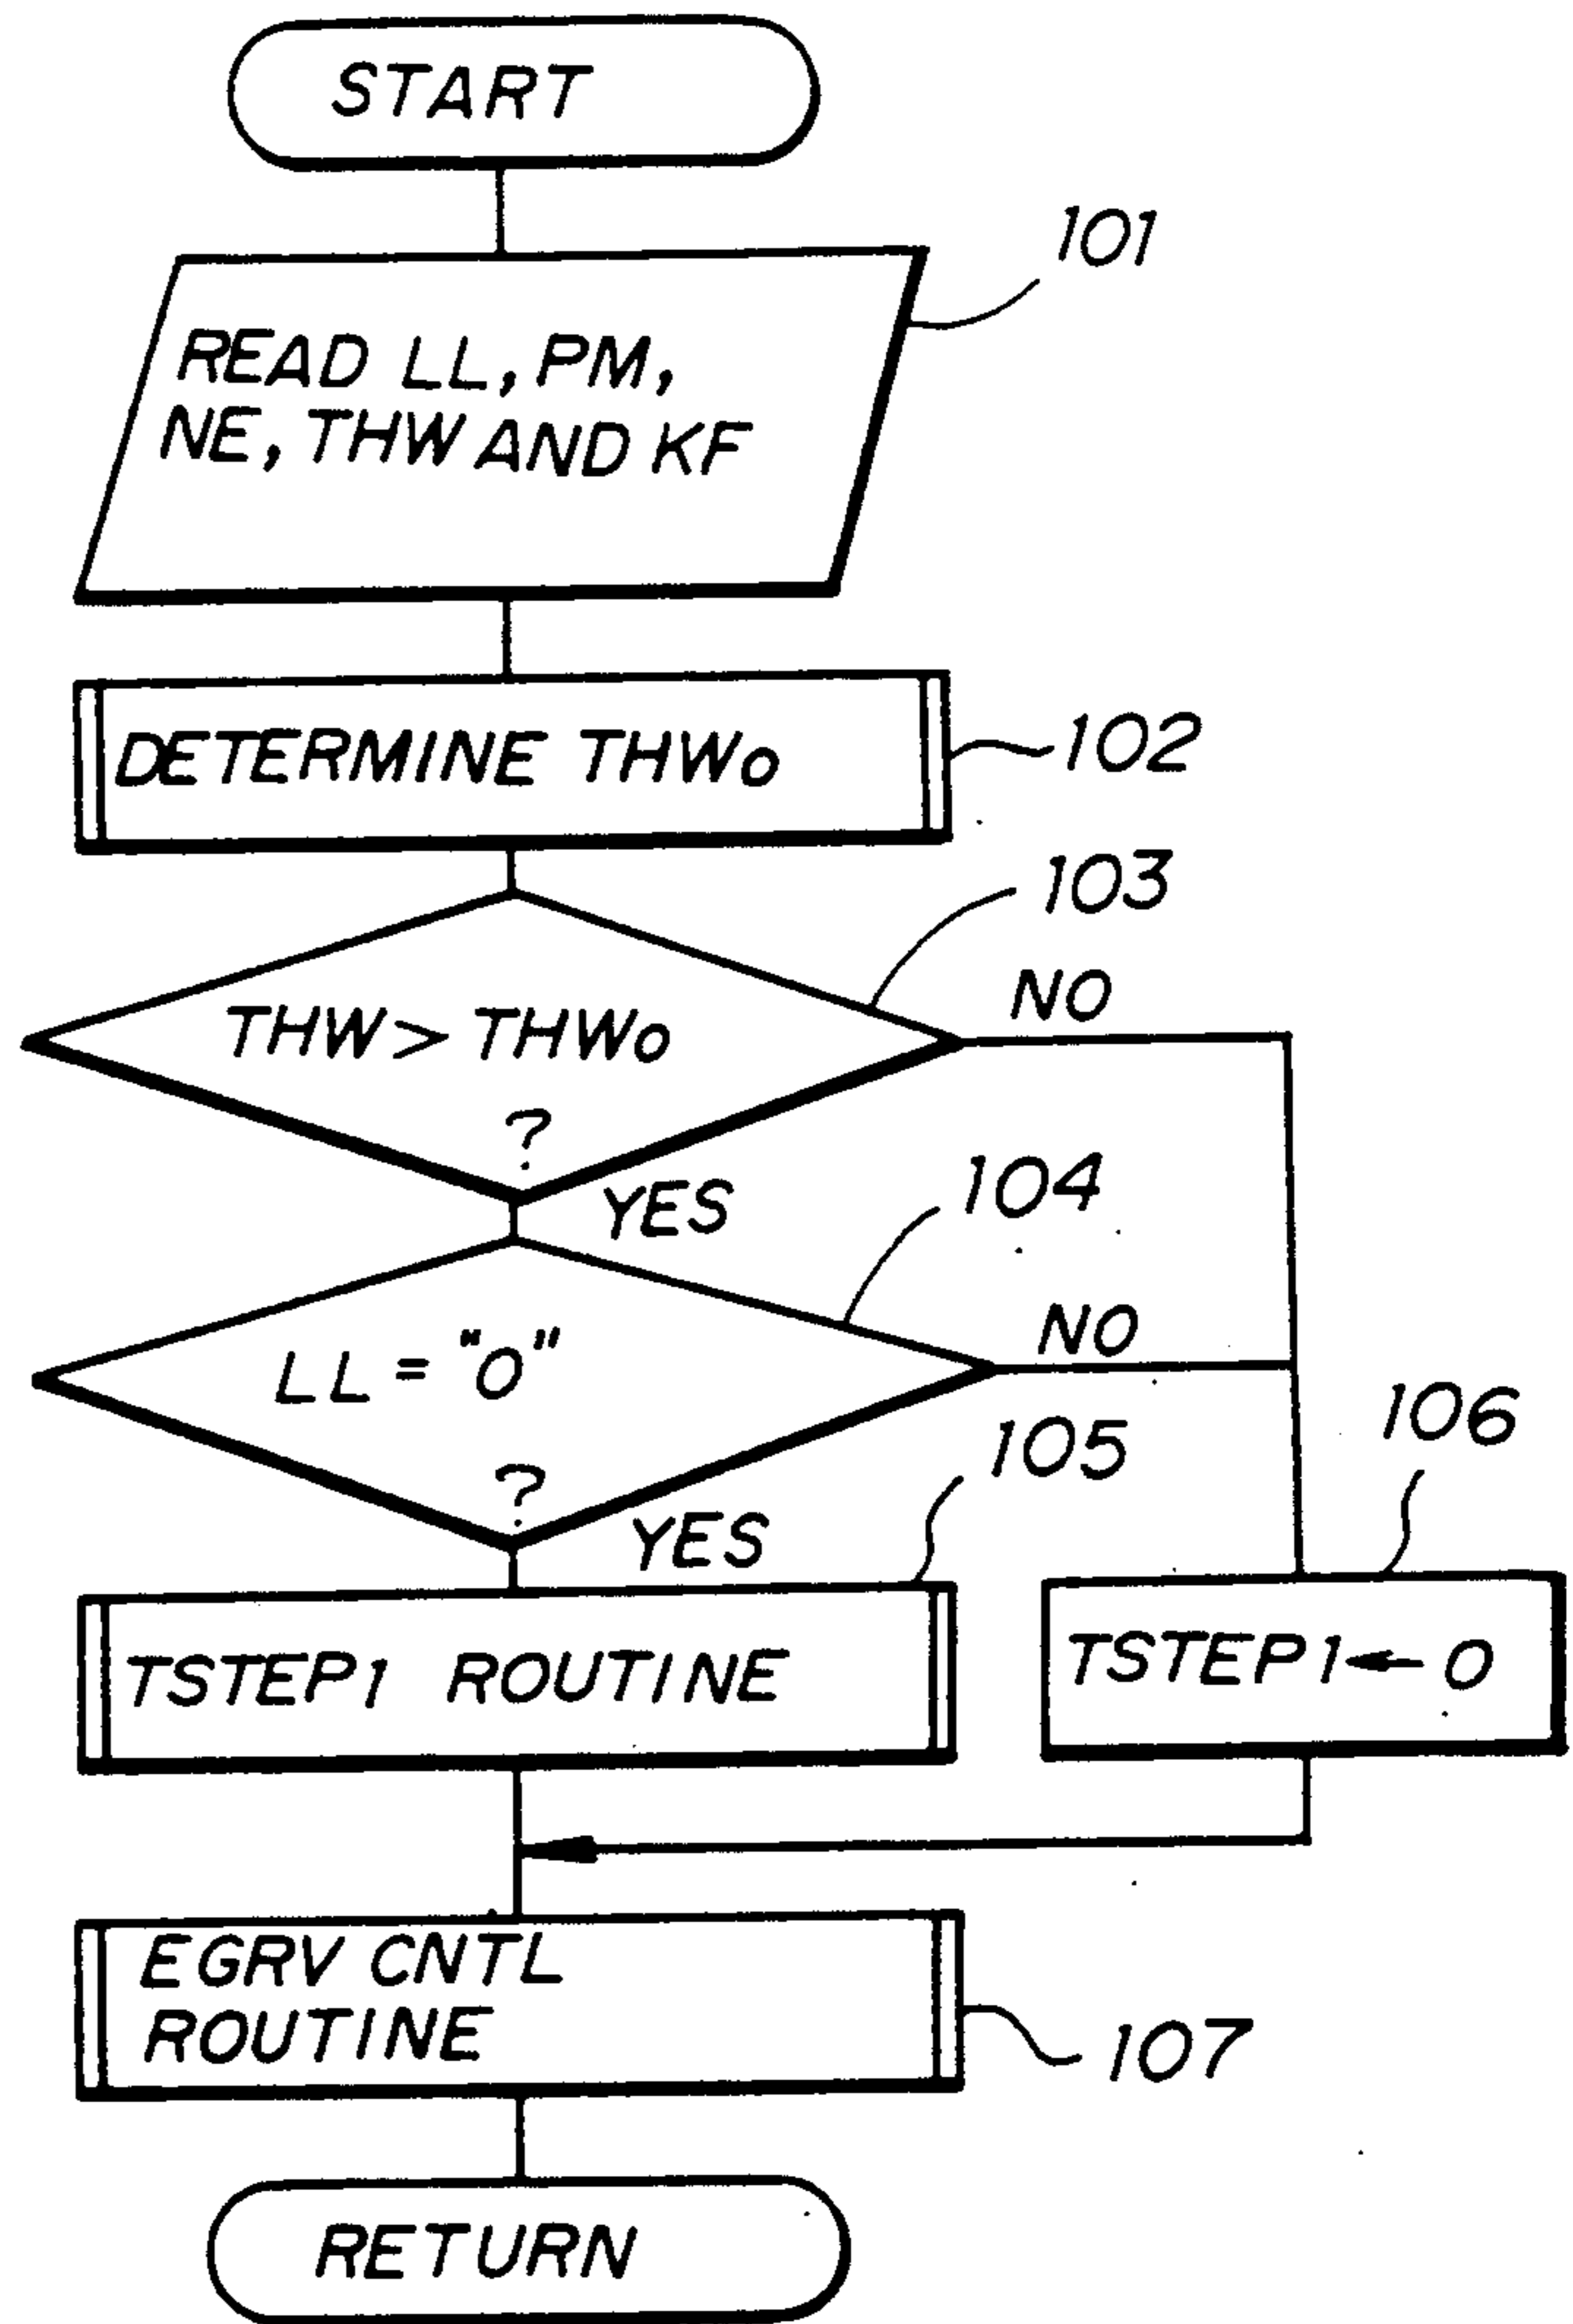 START
101
READ LL, PM,
NE, THW AND KF
DETERMINE THWo
102
103
THW > THWo
?
NO
YES
104
LL = "0"
?
NO
YES
105
106
TSTEP1 ROUTINE
TSTEP1 ← 0
EGRV CNTL
ROUTINE
107
RETURN